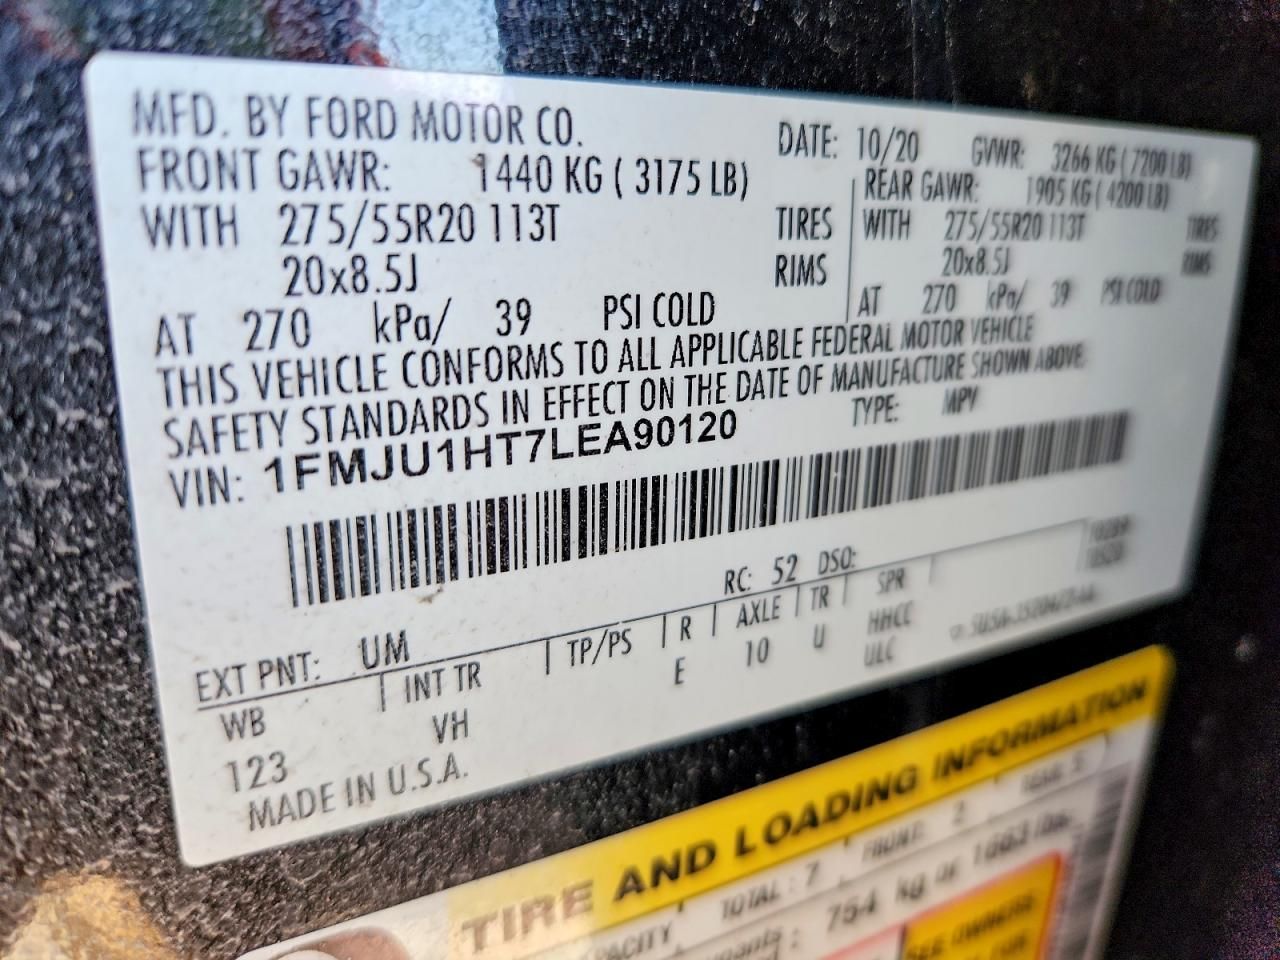 MFD. BY FORD MOTOR CO.
DATE: 10/20 GVWR: 3266 KG (7200 LB)
FRONT GAWR: 1440 KG ( 3175 LB)
REAR GAWR: 1905 KG (4200 LB)
WITH 275/55R20 113T TIRES
WITH 275/55R20 113T TIRES
20x8.5J RIMS
20x8.5J RIMS
AT 270 kPa/ 39 PSI COLD
AT 270 kPa/ 39 PSI COLD
THIS VEHICLE CONFORMS TO ALL APPLICABLE FEDERAL MOTOR VEHICLE
SAFETY STANDARDS IN EFFECT ON THE DATE OF MANUFACTURE SHOWN ABOVE
VIN: 1FMJU1HT7LEA90120
TYPE: MPV
RC: 52 DSO:
EXT PNT: UM
WB INT TR TP/PS R AXLE TR SPR
123 VH E 10 U HHCC
ULC
MADE IN U.S.A.
TIRE AND LOADING INFORMATION
TOTAL : 7 FRONT: 2
754 kg or